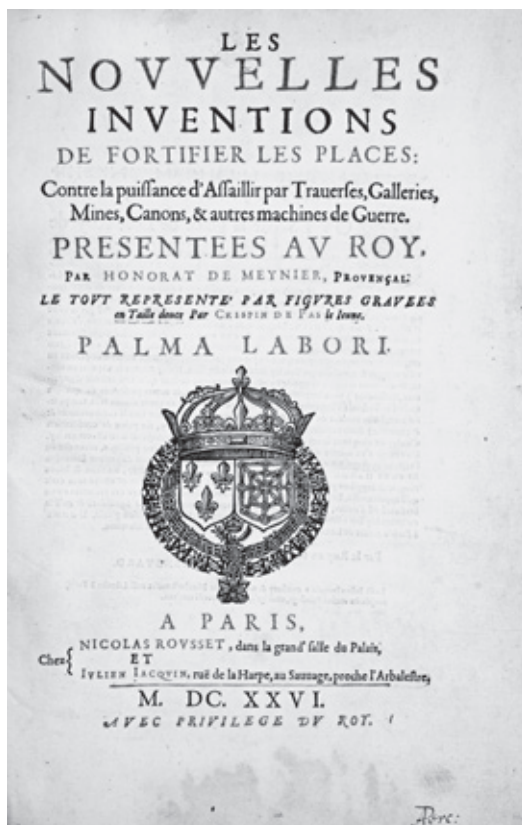 LES
NOVVELLES
INVENTIONS
DE FORTIFIER LES PLACES:
Contre la puiſſance d'Aſſaillir par Trauerſes, Galleries,
Mines, Canons, & autres machines de Guerre.
PRESENTEES AV ROY,
PAR HONORAT DE MEYNIER, PROVENÇAL.
LE TOVT REPRESENTE' PAR FIGVRES GRAVEES
en Taille douce Par CRISPIN DE PAS le Ieune.
PALMA LABORI.
A PARIS,
Chez
NICOLAS ROVSSET, dans la grand' ſalle du Palais,
ET
IVLIEN IACQVIN, ruë de la Harpe, au Sauuage, proche l'Arbaleſtre,
M. DC. XXVI.
AVEC PRIVILEGE DV ROY.